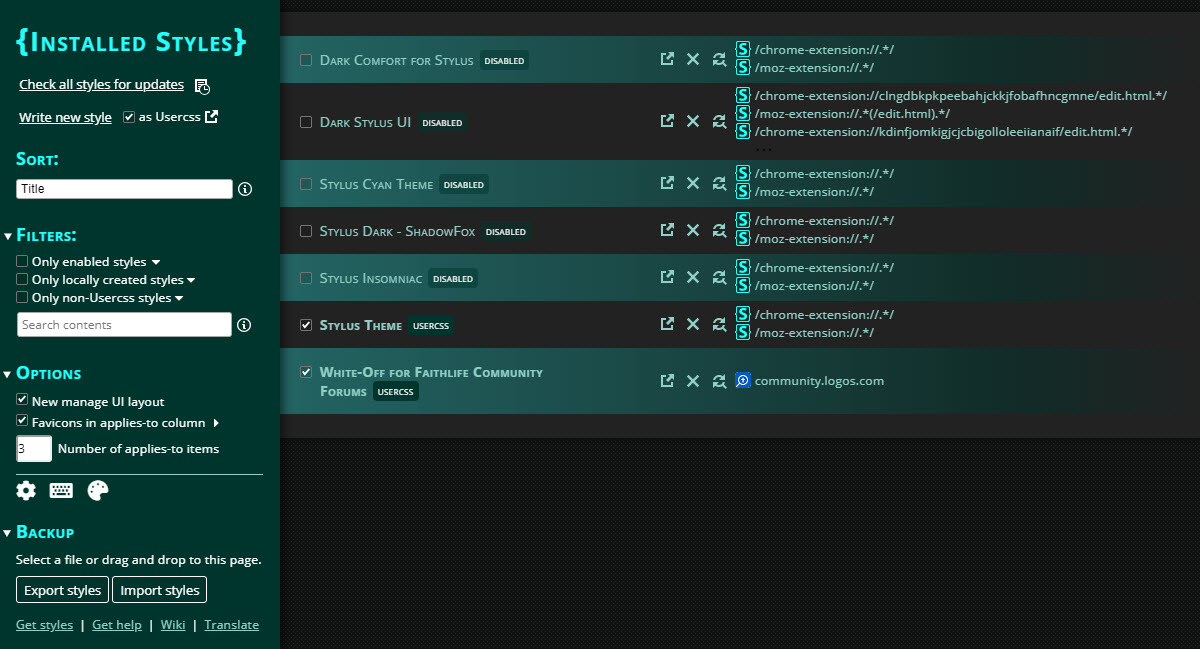 {Installed Styles}
Check all styles for updates
Write new style as Usercss
Sort:
Title
Filters:
Only enabled styles
Only locally created styles
Only non-Usercss styles
Search contents
Options
New manage UI layout
Favicons in applies-to column
3 Number of applies-to items
Backup
Select a file or drag and drop to this page.
Export styles Import styles
Get styles | Get help | Wiki | Translate
Dark Comfort for Stylus DISABLED
S /chrome-extension://.*/
S /moz-extension://.*/
Dark Stylus UI DISABLED
S /chrome-extension://clngdbkpkpeebahjckkjfobafhncgmne/edit.html.*/
S /moz-extension://.*(/edit.html).*/
S /chrome-extension://kdinfjomkigjcjcbigolloleeiianaif/edit.html.*/
...
Stylus Cyan Theme DISABLED
S /chrome-extension://.*/
S /moz-extension://.*/
Stylus Dark - ShadowFox DISABLED
S /chrome-extension://.*/
S /moz-extension://.*/
Stylus Insomniac DISABLED
S /chrome-extension://.*/
S /moz-extension://.*/
Stylus Theme USERCSS
S /chrome-extension://.*/
S /moz-extension://.*/
White-Off for Faithlife Community
Forums USERCSS
community.logos.com